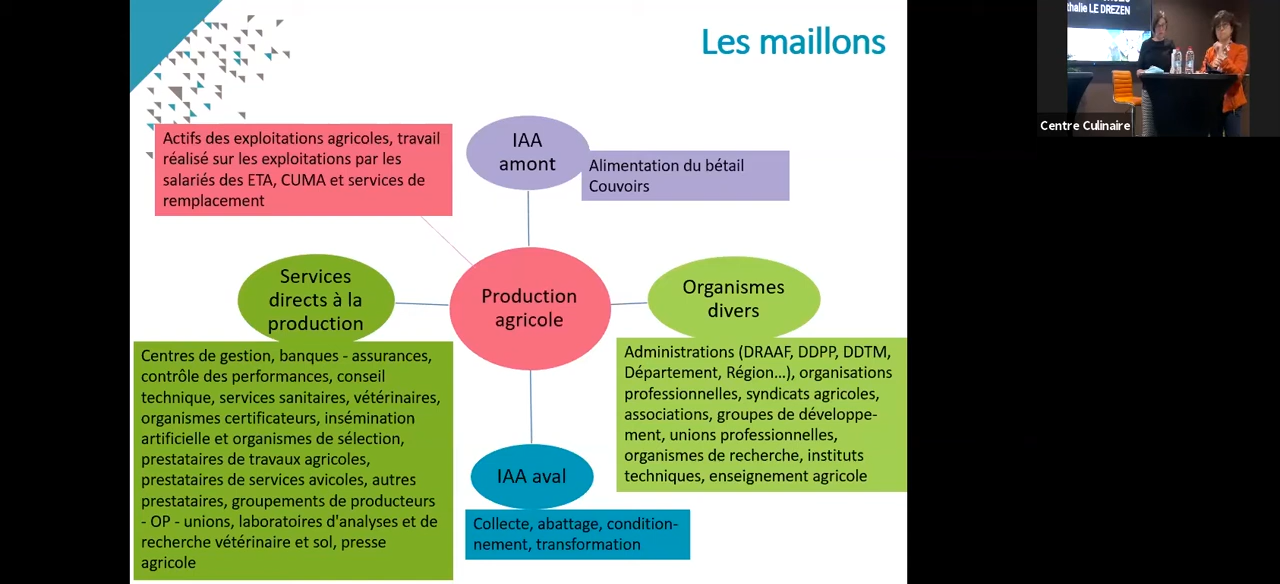 Les maillons
Actifs des exploitations agricoles, travail
réalisé sur les exploitations par les
salariés des ETA, CUMA et services de
remplacement
IAA
amont
Alimentation du bétail
Couvoirs
Services
directs à la
production
Production
agricole
Organismes
divers
Centres de gestion, banques - assurances,
contrôle des performances, conseil
technique, services sanitaires, vétérinaires,
organismes certificateurs, insémination
artificielle et organismes de sélection,
prestataires de travaux agricoles,
prestataires de services avicoles, autres
prestataires, groupements de producteurs
- OP - unions, laboratoires d'analyses et de
recherche vétérinaire et sol, presse
agricole
Administrations (DRAAF, DDPP, DDTM,
Département, Région...), organisations
professionnelles, syndicats agricoles,
associations, groupes de développe-
ment, unions professionnelles,
organismes de recherche, instituts
techniques, enseignement agricole
IAA aval
Collecte, abattage, condition-
nement, transformation
LE DREZEN
Centre Culinaire